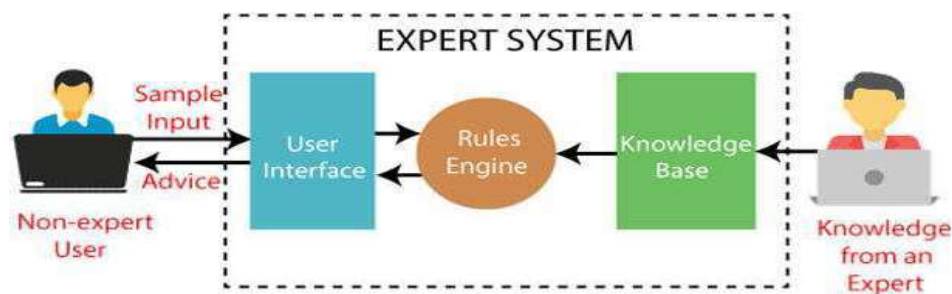 EXPERT SYSTEM
Sample
Input
Advice
Non-expert
User
User
Interface
Rules
Engine
Knowledge
Base
Knowledge
from an
Expert